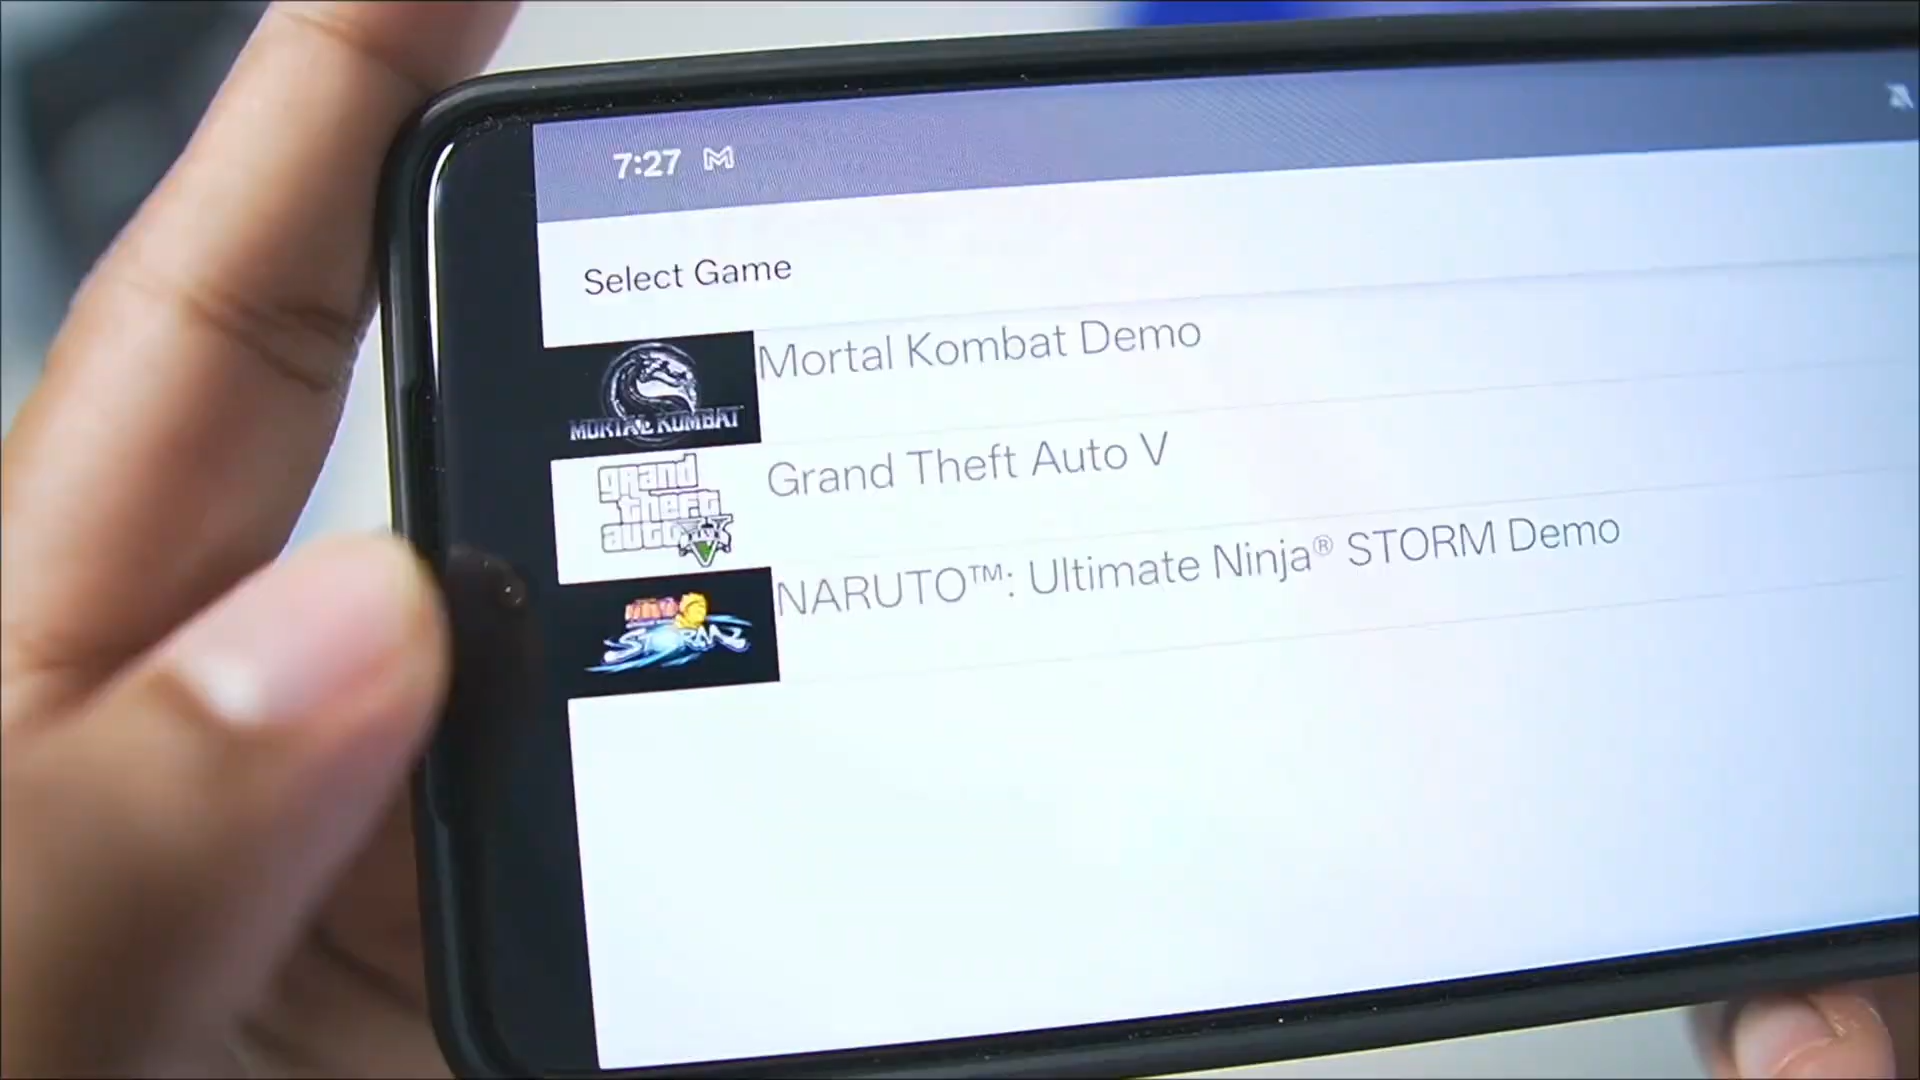 7:27
Select Game
MORTAL KOMBAT
Mortal Kombat Demo
grand
theft
auto
V
Grand Theft Auto V
STORM
NARUTO™: Ultimate Ninja® STORM Demo